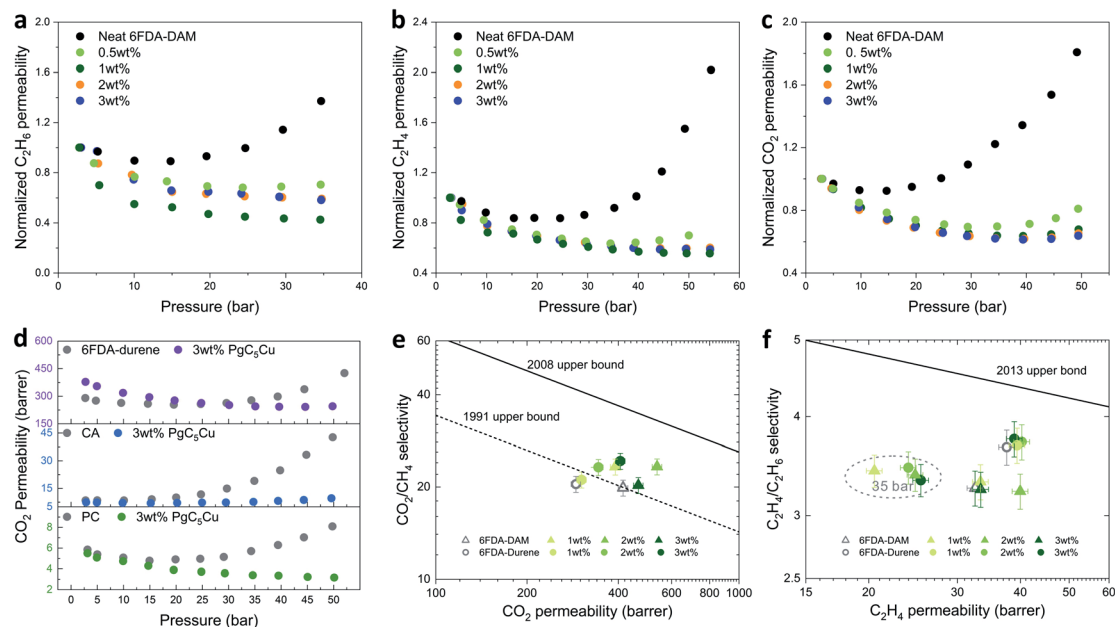 a
Neat 6FDA-DAM
0.5wt%
1wt%
2wt%
3wt%
Normalized C₂H₆ permeability
2.0
1.6
1.2
0.8
0.4
0.0
0 10 20 30 40
Pressure (bar)
b
Neat 6FDA-DAM
0.5wt%
1wt%
2wt%
3wt%
Normalized C₂H₄ permeability
2.4
2.0
1.6
1.2
0.8
0.4
0 10 20 30 40 50 60
Pressure (bar)
c
Neat 6FDA-DAM
0. 5wt%
1wt%
2wt%
3wt%
Normalized CO₂ permeability
2.0
1.6
1.2
0.8
0.4
0 10 20 30 40 50
Pressure (bar)
d
6FDA-durene 3wt% PgC₅Cu
CA 3wt% PgC₅Cu
PC 3wt% PgC₅Cu
CO₂ Permeability (barrer)
600
450
300
150
45
35
25
15
5
8
6
4
2
0 5 10 15 20 25 30 35 40 45 50
Pressure (bar)
e
2008 upper bound
1991 upper bound
CO₂/CH₄ selectivity
60
40
20
10
6FDA-DAM 1wt% 2wt% 3wt%
6FDA-Durene 1wt% 2wt% 3wt%
100 200 400 600 800 1000
CO₂ permeability (barrer)
f
2013 upper bond
35 bar
C₂H₄/C₂H₆ selectivity
5
4
3
2.5
6FDA-DAM 1wt% 2wt% 3wt%
6FDA-Durene 1wt% 2wt% 3wt%
15 20 30 40 50 60
C₂H₄ permeability (barrer)